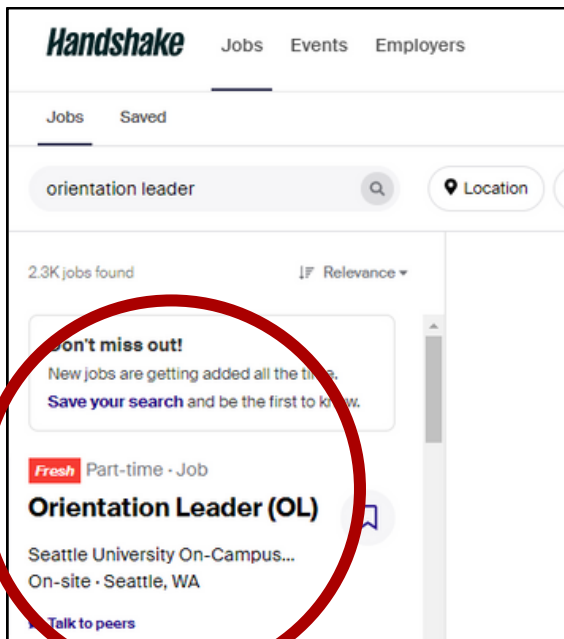 Handshake Jobs Events Employers
Jobs Saved
orientation leader Location
2.3K jobs found Relevance
Don't miss out!
New jobs are getting added all the time.
Save your search and be the first to know.
Fresh Part-time · Job
Orientation Leader (OL)
Seattle University On-Campus...
On-site · Seattle, WA
Talk to peers